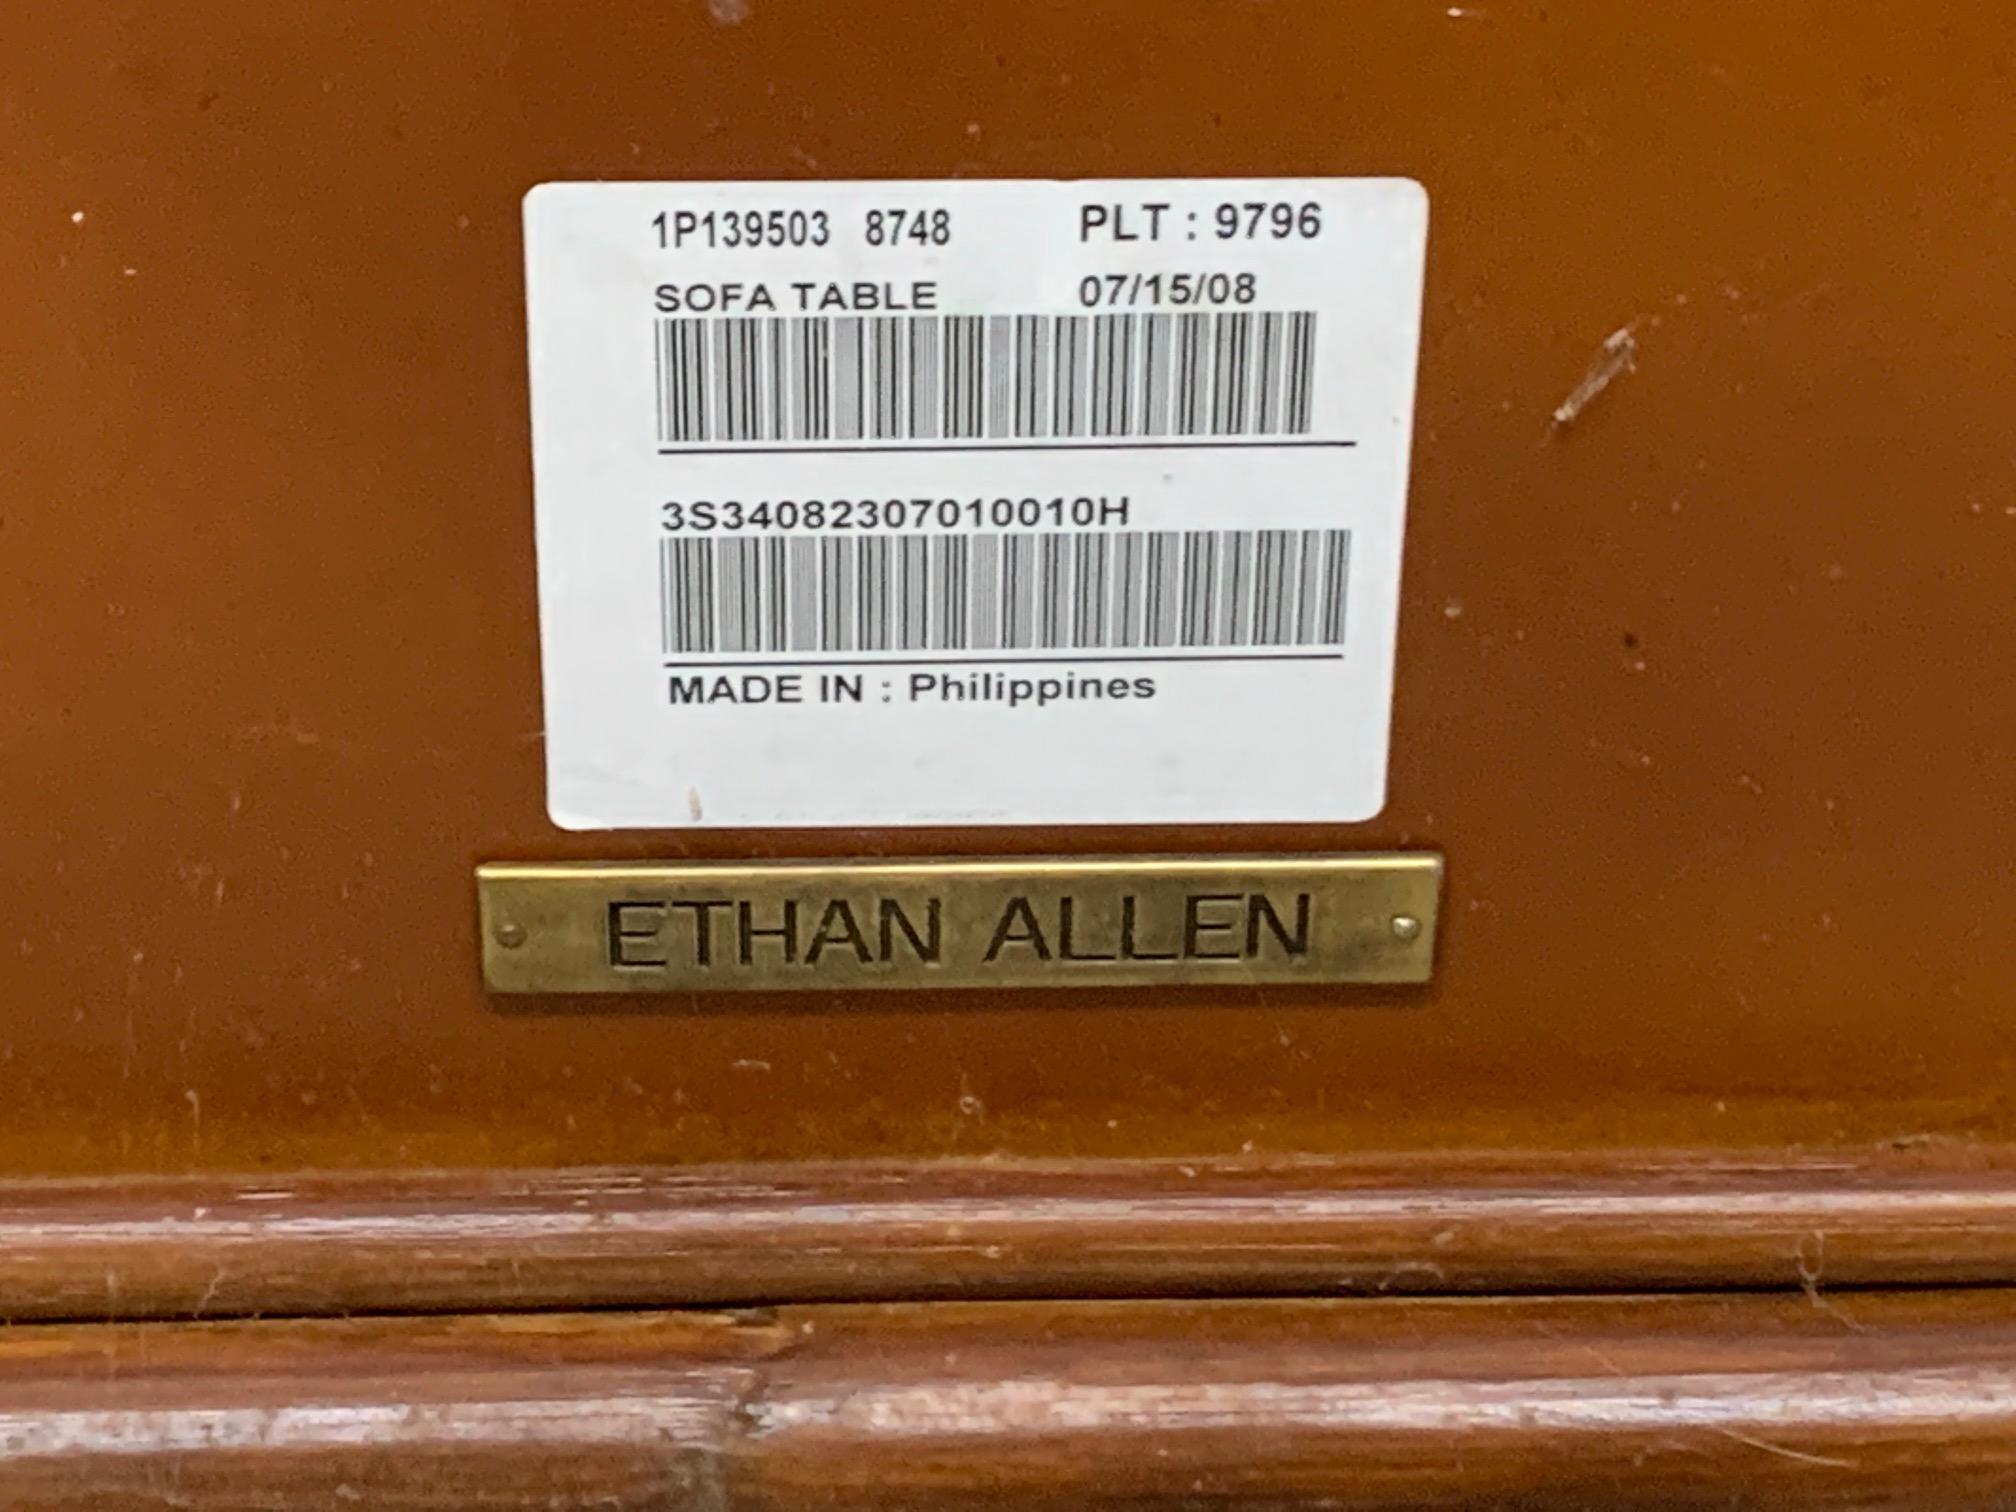 1P139503 8748 PLT : 9796
SOFA TABLE 07/15/08
3S34082307010010H
MADE IN : Philippines
ETHAN ALLEN